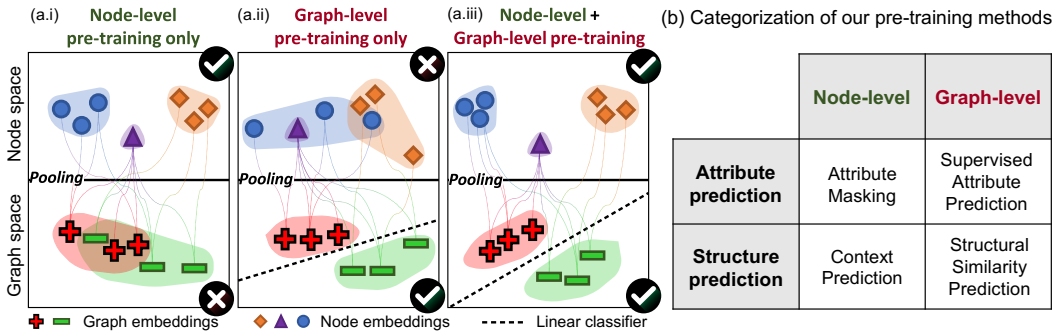 (a.i) Node-level
pre-training only
(a.ii) Graph-level
pre-training only
(a.iii) Node-level +
Graph-level pre-training
Node space
Graph space
Pooling
Pooling
Pooling
Graph embeddings
Node embeddings
Linear classifier
(b) Categorization of our pre-training methods
Node-level
Graph-level
Attribute
prediction
Attribute
Masking
Supervised
Attribute
Prediction
Structure
prediction
Context
Prediction
Structural
Similarity
Prediction